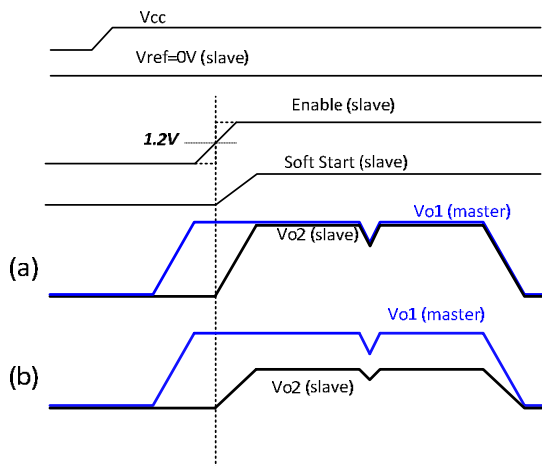 Vcc
Vref=0V (slave)
Enable (slave)
1.2V
Soft Start (slave)
Vo1 (master)
Vo2 (slave)
(a)
Vo1 (master)
(b)
Vo2 (slave)